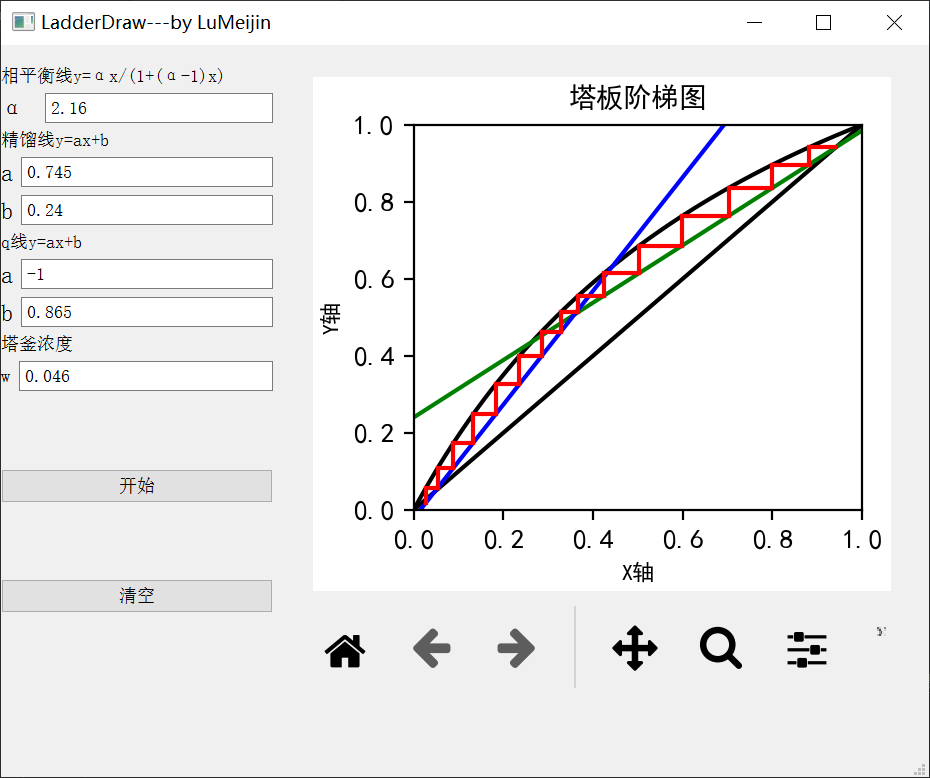 LadderDraw---by LuMeijin
相平衡线y=αx/(1+(α-1)x)
α 2.16
精馏线y=ax+b
a 0.745
b 0.24
q线y=ax+b
a -1
b 0.865
塔釜浓度
w 0.046
开始
清空
塔板阶梯图
1.0
0.8
0.6
0.4
0.2
0.0
Y轴
0.0 0.2 0.4 0.6 0.8 1.0
X轴